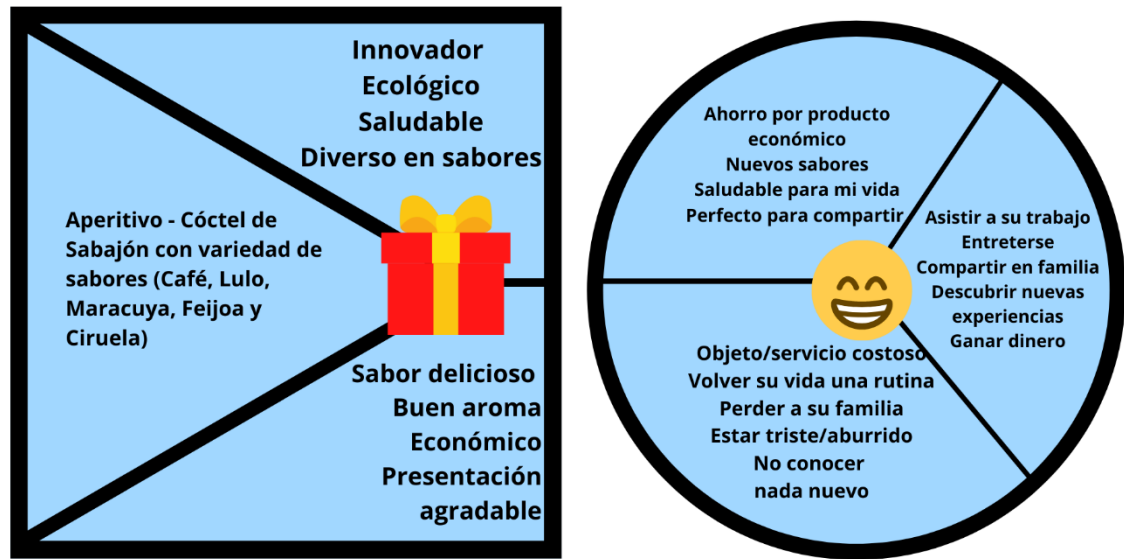 Innovador
Ecológico
Saludable
Diverso en sabores
Aperitivo - Cóctel de
Sabajón con variedad de
sabores (Café, Lulo,
Maracuya, Feijoa y
Ciruela)
Sabor delicioso
Buen aroma
Económico
Presentación
agradable
Ahorro por producto
económico
Nuevos sabores
Saludable para mi vida
Perfecto para compartir
Asistir a su trabajo
Entreterse
Compartir en familia
Descubrir nuevas
experiencias
Ganar dinero
Objeto/servicio costoso
Volver su vida una rutina
Perder a su familia
Estar triste/aburrido
No conocer
nada nuevo